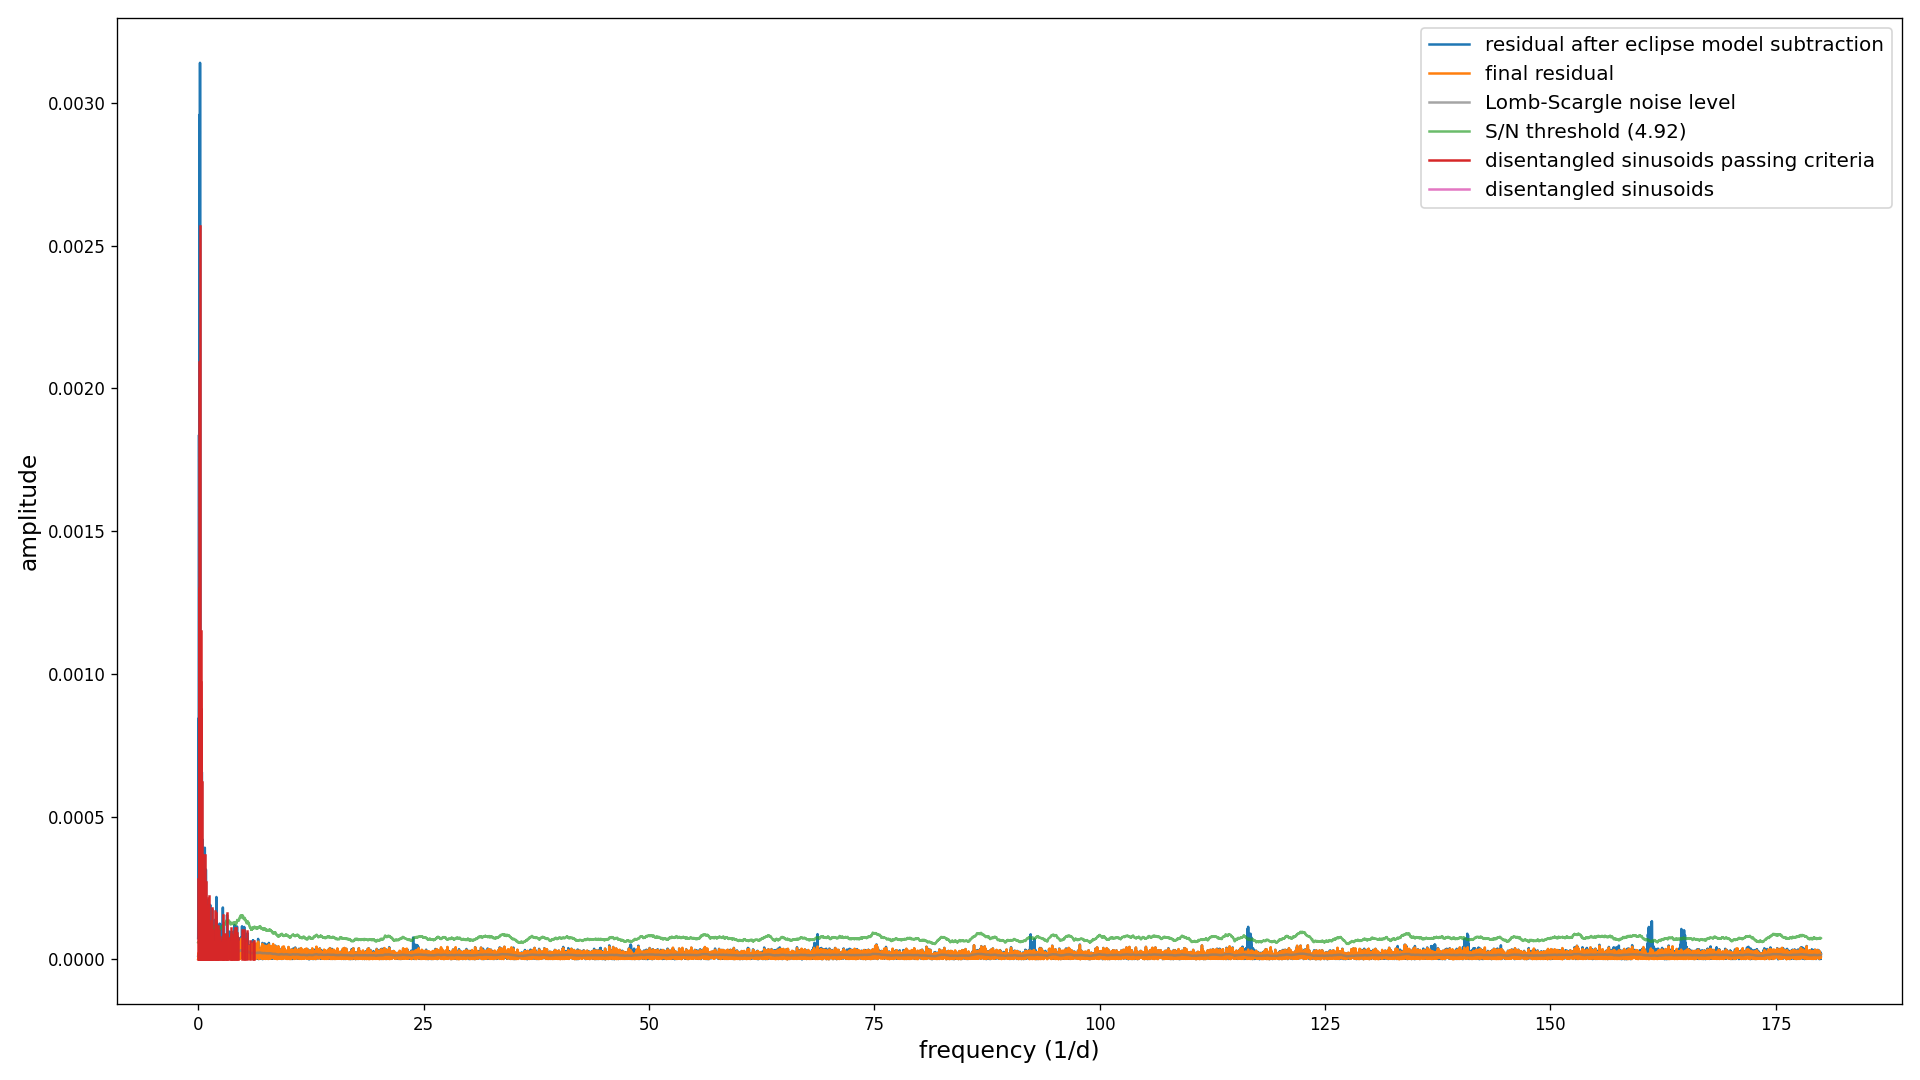 residual after eclipse model subtraction
final residual
Lomb-Scargle noise level
S/N threshold (4.92)
disentangled sinusoids passing criteria
disentangled sinusoids
amplitude
0.0030
0.0025
0.0020
0.0015
0.0010
0.0005
0.0000
0 25 50 75 100 125 150 175
frequency (1/d)